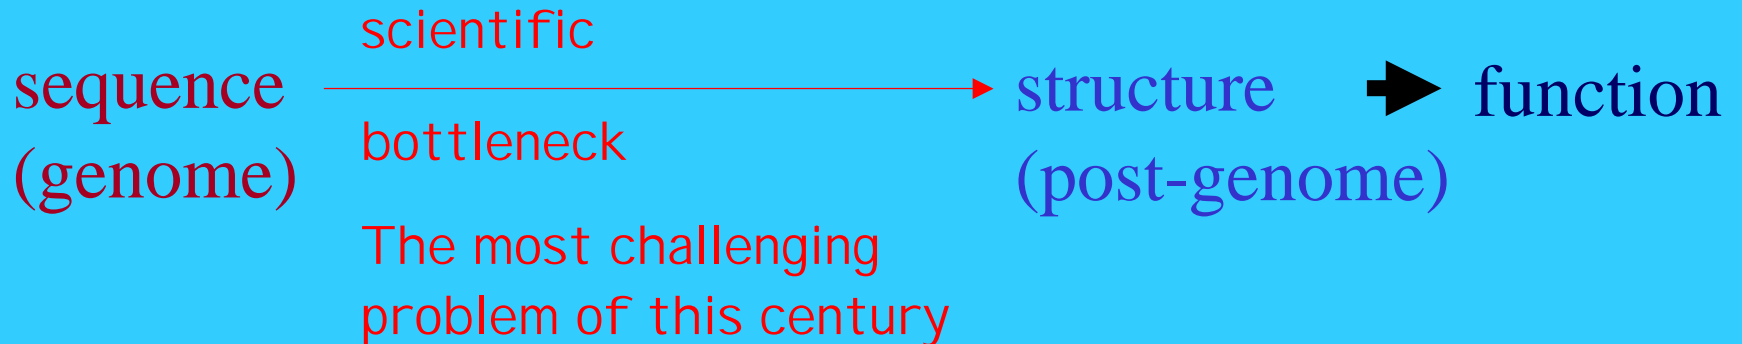 scientific
sequence
structure
function
bottleneck
(genome)
(post-genome)
The most challenging
problem of this century